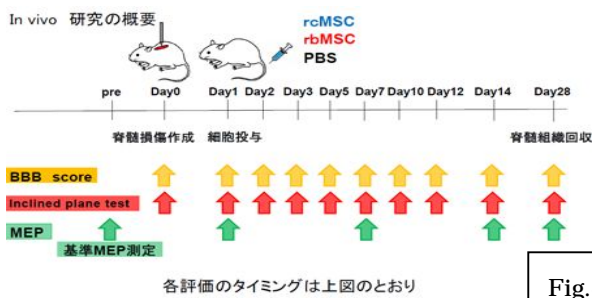 In vivo 研究の概要
rcMSC
rbMSC
PBS
pre Day0 Day1 Day2 Day3 Day5 Day7 Day10 Day12 Day14 Day28
脊髄損傷作成 細胞投与 脊髄組織回収
BBB score
Inclined plane test
MEP
基準MEP測定
各評価のタイミングは上図のとおり
Fig.